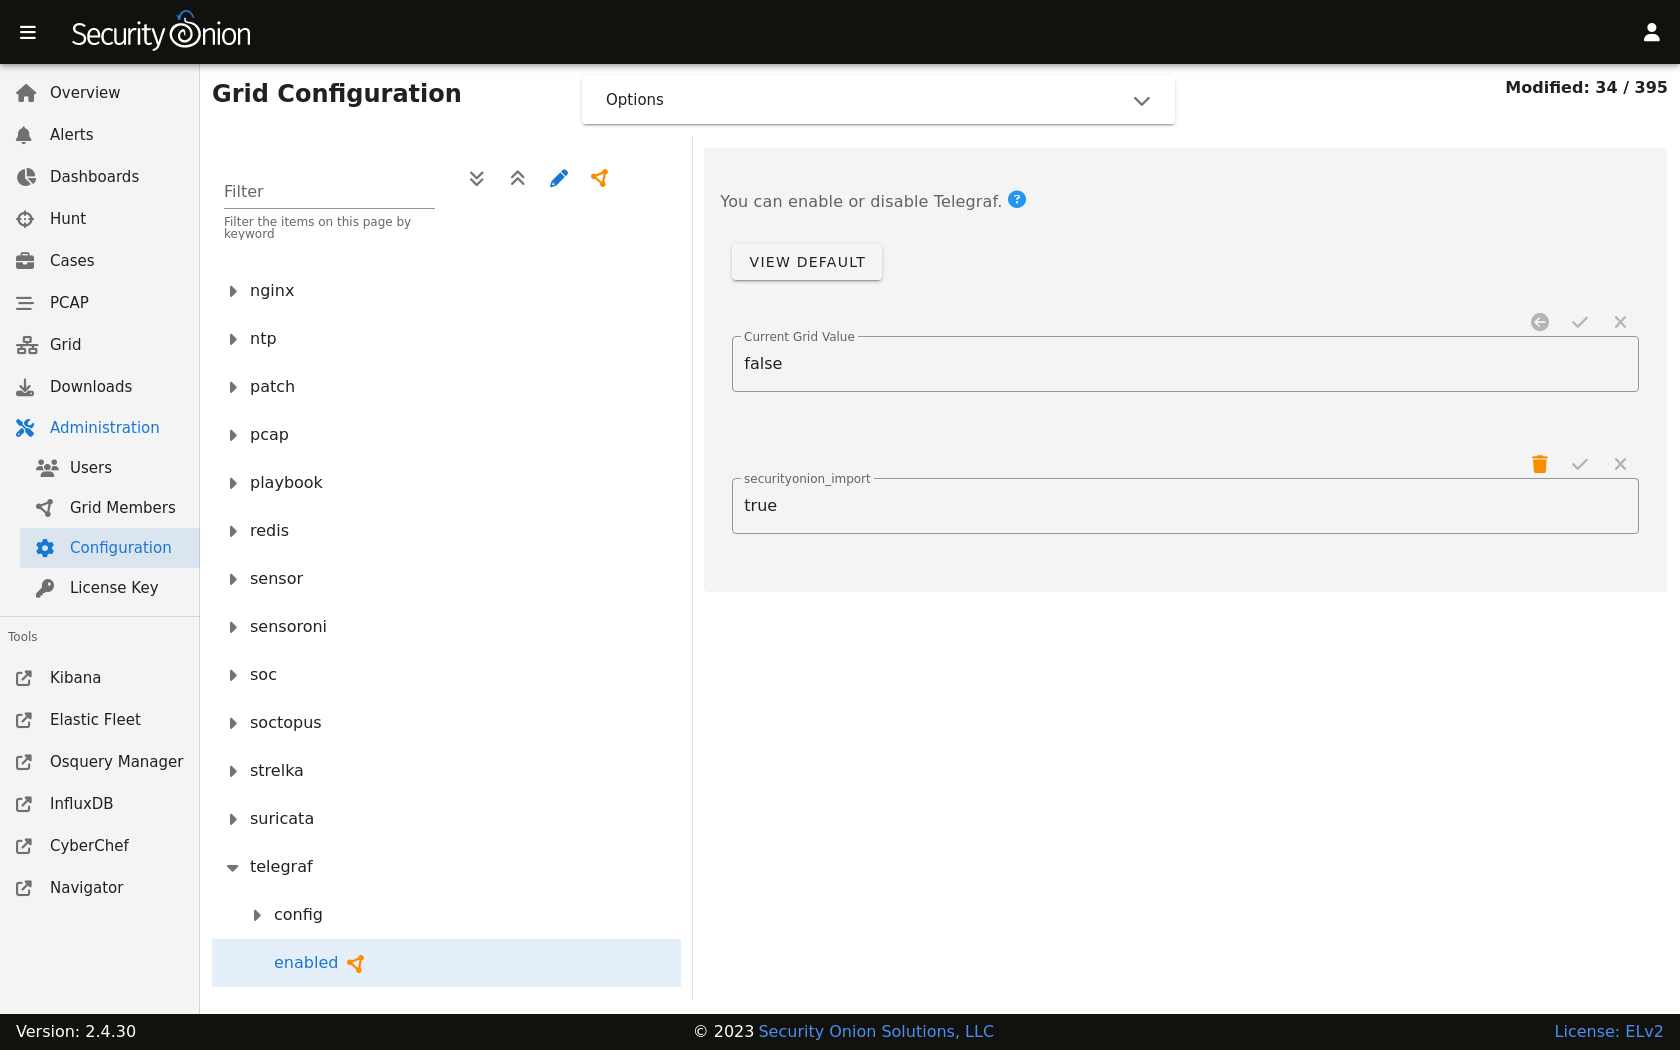 Security Onion
Overview
Alerts
Dashboards
Hunt
Cases
PCAP
Grid
Downloads
Administration
Users
Grid Members
Configuration
License Key
Tools
Kibana
Elastic Fleet
Osquery Manager
InfluxDB
CyberChef
Navigator
Grid Configuration
Options
Modified: 34 / 395
Filter
Filter the items on this page by
keyword
nginx
ntp
patch
pcap
playbook
redis
sensor
sensoroni
soc
soctopus
strelka
suricata
telegraf
config
enabled
You can enable or disable Telegraf. ?
VIEW DEFAULT
Current Grid Value
false
securityonion_import
true
Version: 2.4.30
© 2023 Security Onion Solutions, LLC
License: ELv2